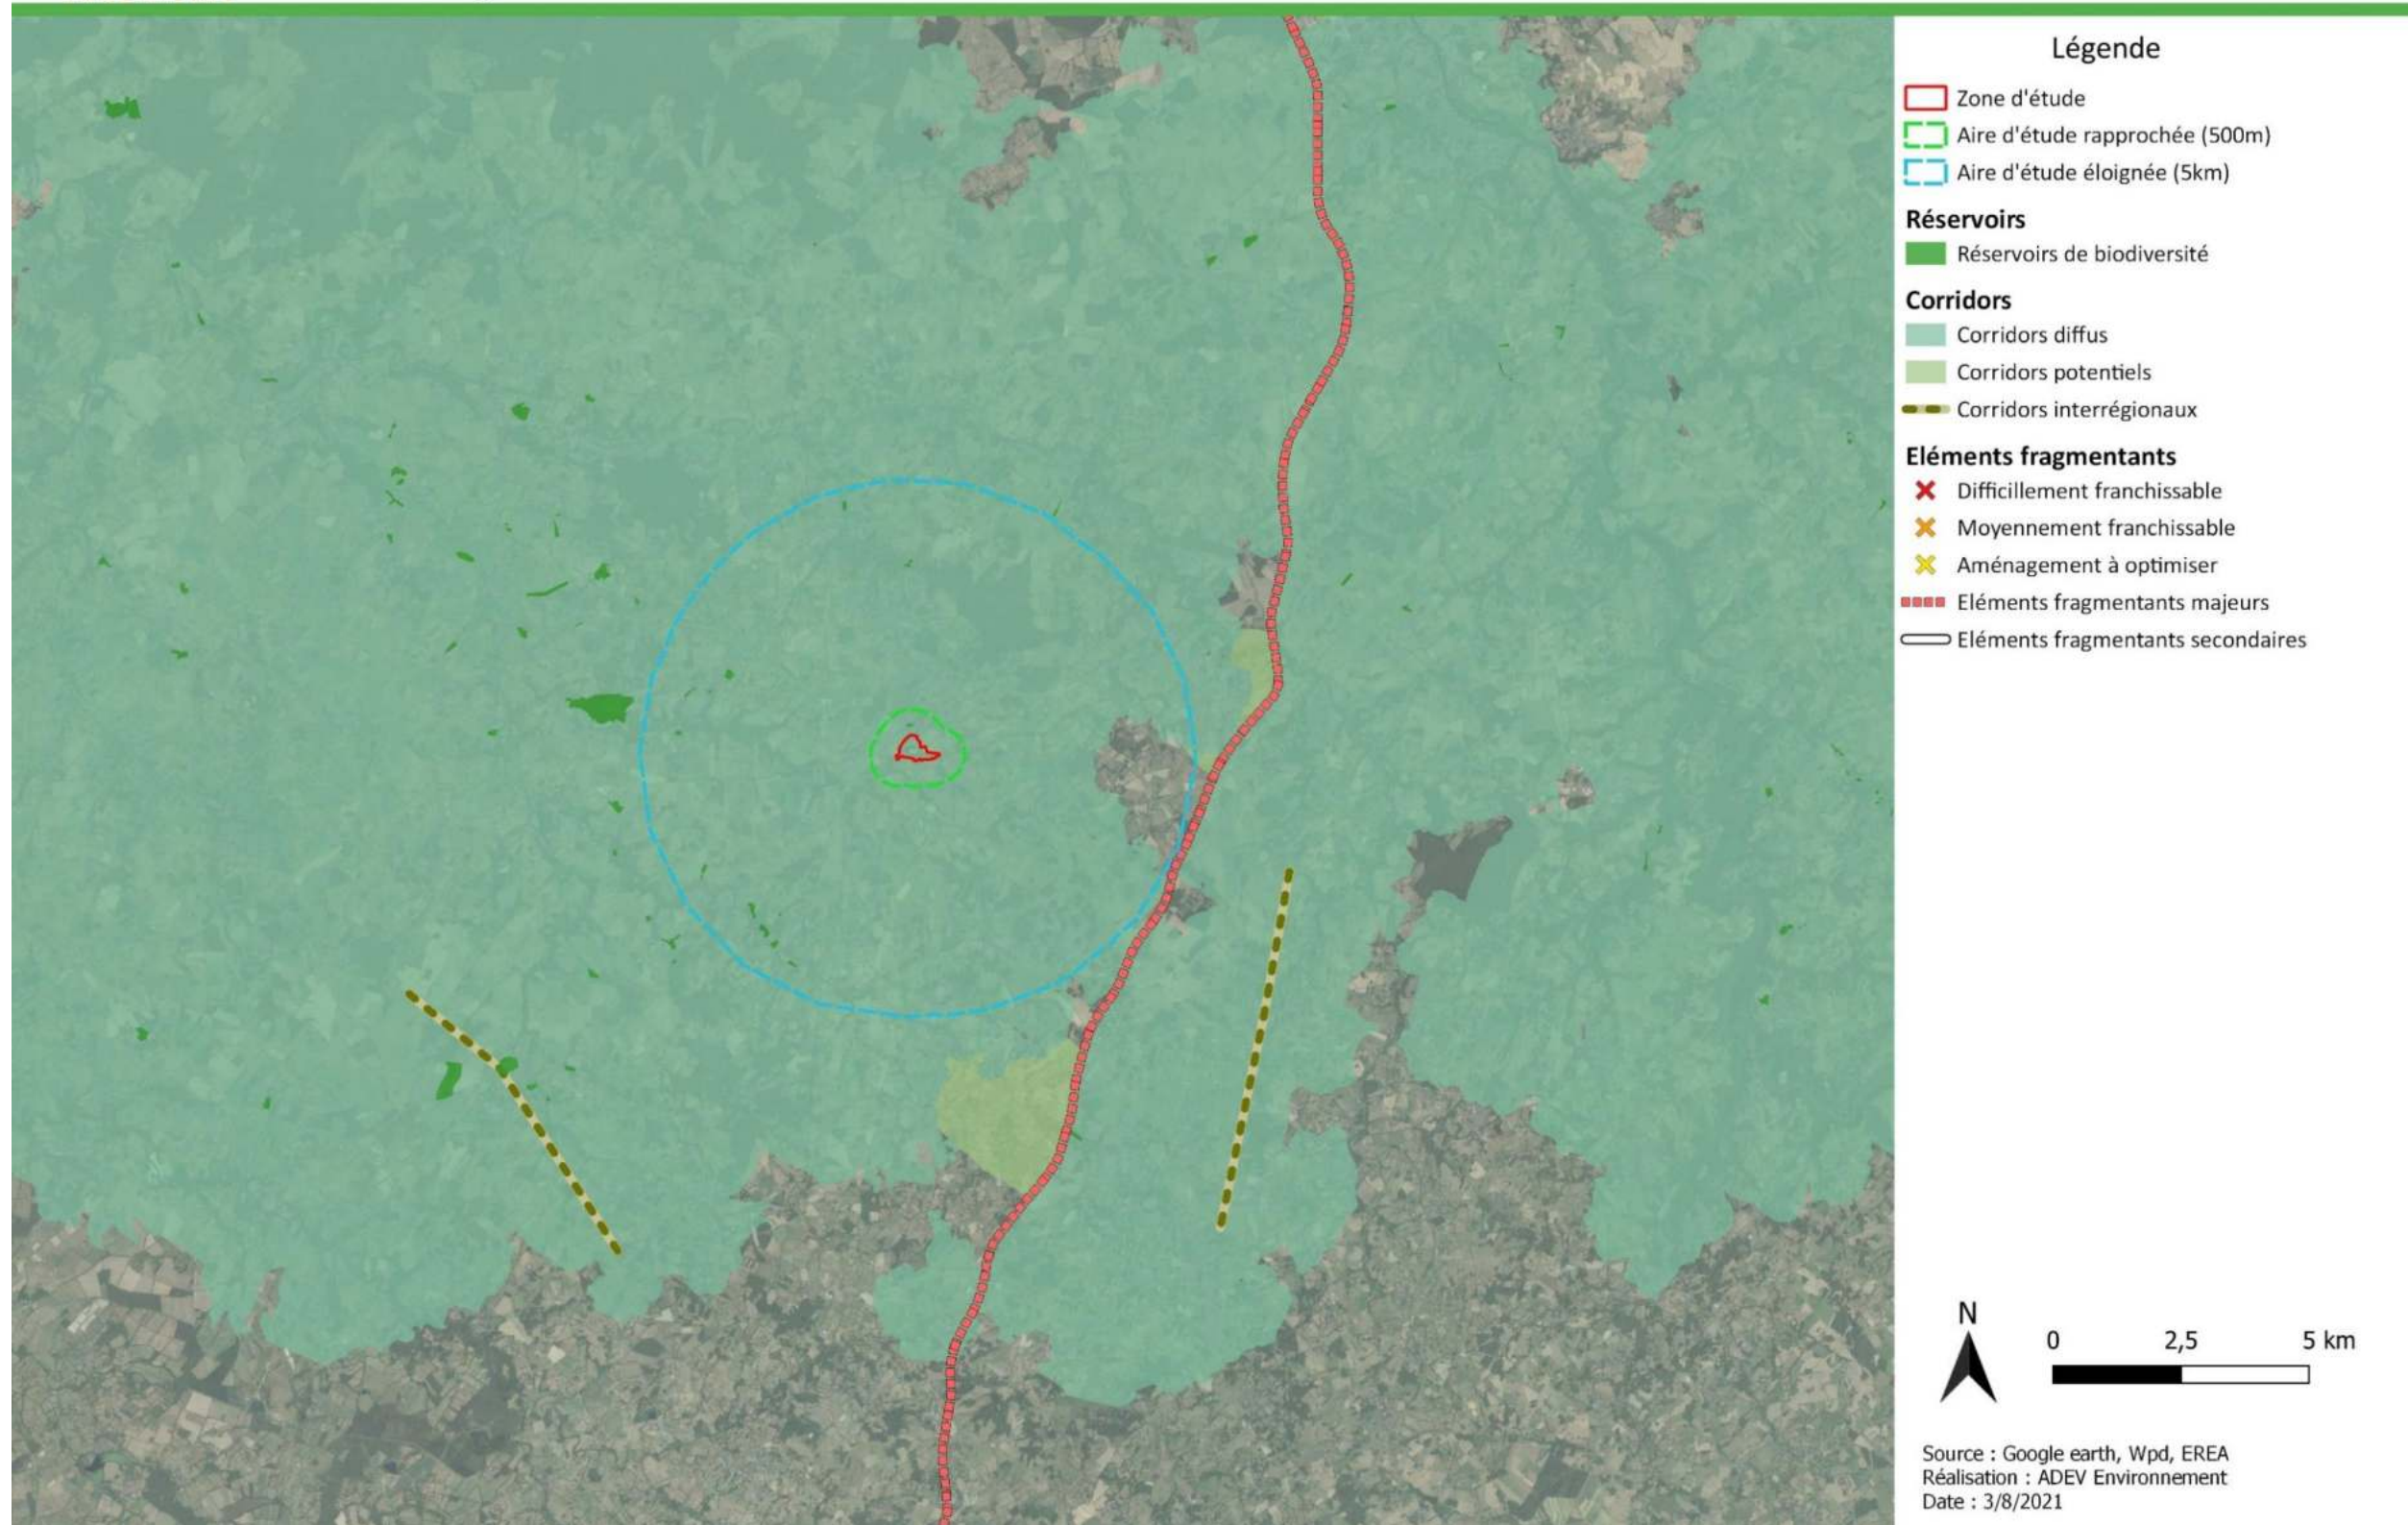 Légende
Zone d'étude
Aire d'étude rapprochée (500m)
Aire d'étude éloignée (5km)
Réservoirs
Réservoirs de biodiversité
Corridors
Corridors diffus
Corridors potentiels
Corridors interrégionaux
Eléments fragmentants
Difficillement franchissable
Moyennement franchissable
Aménagement à optimiser
Eléments fragmentants majeurs
Eléments fragmentants secondaires
N
0 2,5 5 km
Source : Google earth, Wpd, EREA
Réalisation : ADEV Environnement
Date : 3/8/2021